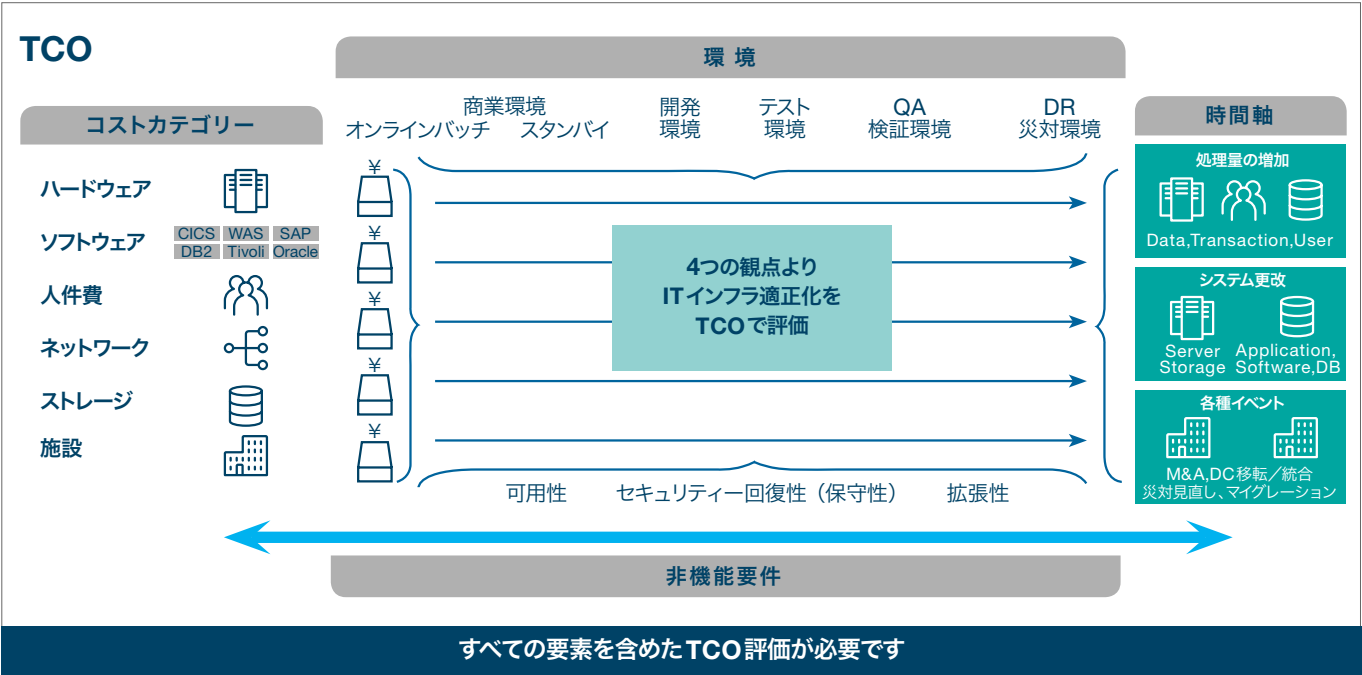 TCO
環 境
コストカテゴリー
商業環境
オンラインバッチ スタンバイ
開発
環境
テスト
環境
QA
検証環境
DR
災対環境
時間軸
ハードウェア
ソフトウェア
CICS WAS SAP
DB2 Tivoli Oracle
人件費
ネットワーク
ストレージ
施設
¥
¥
¥
¥
¥
4つの観点より
ITインフラ適正化を
TCOで評価
処理量の増加
Data,Transaction,User
システム更改
Server
Storage
Application,
Software,DB
各種イベント
M&A,DC移転／統合
災対見直し、マイグレーション
可用性 セキュリティー回復性（保守性） 拡張性
非機能要件
すべての要素を含めたTCO評価が必要です